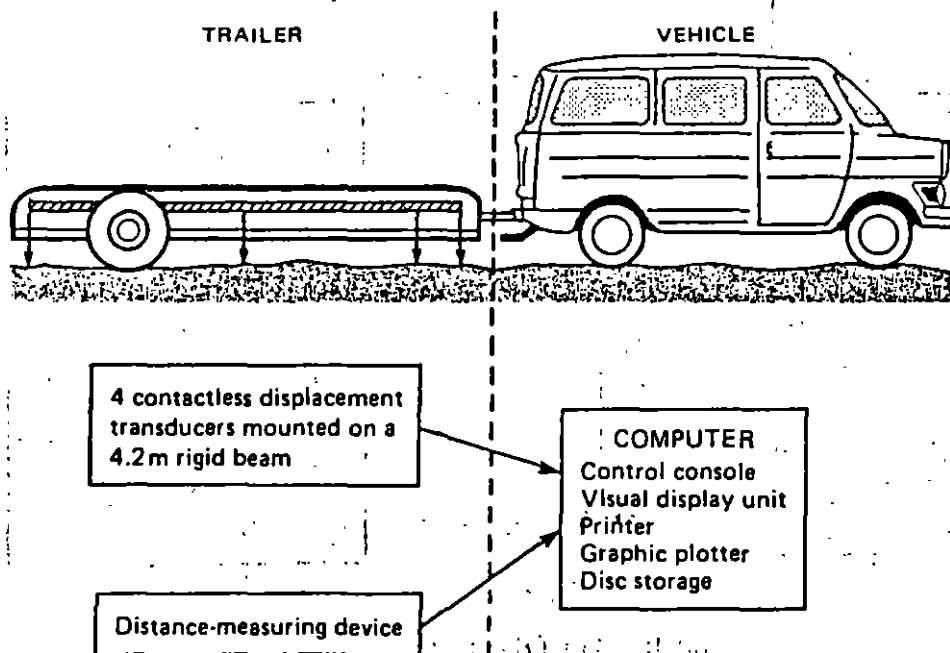 TRAILER
VEHICLE
4 contactless displacement
transducers mounted on a
4.2m rigid beam
COMPUTER
Control console
Visual display unit
Printer
Graphic plotter
Disc storage
Distance-measuring device